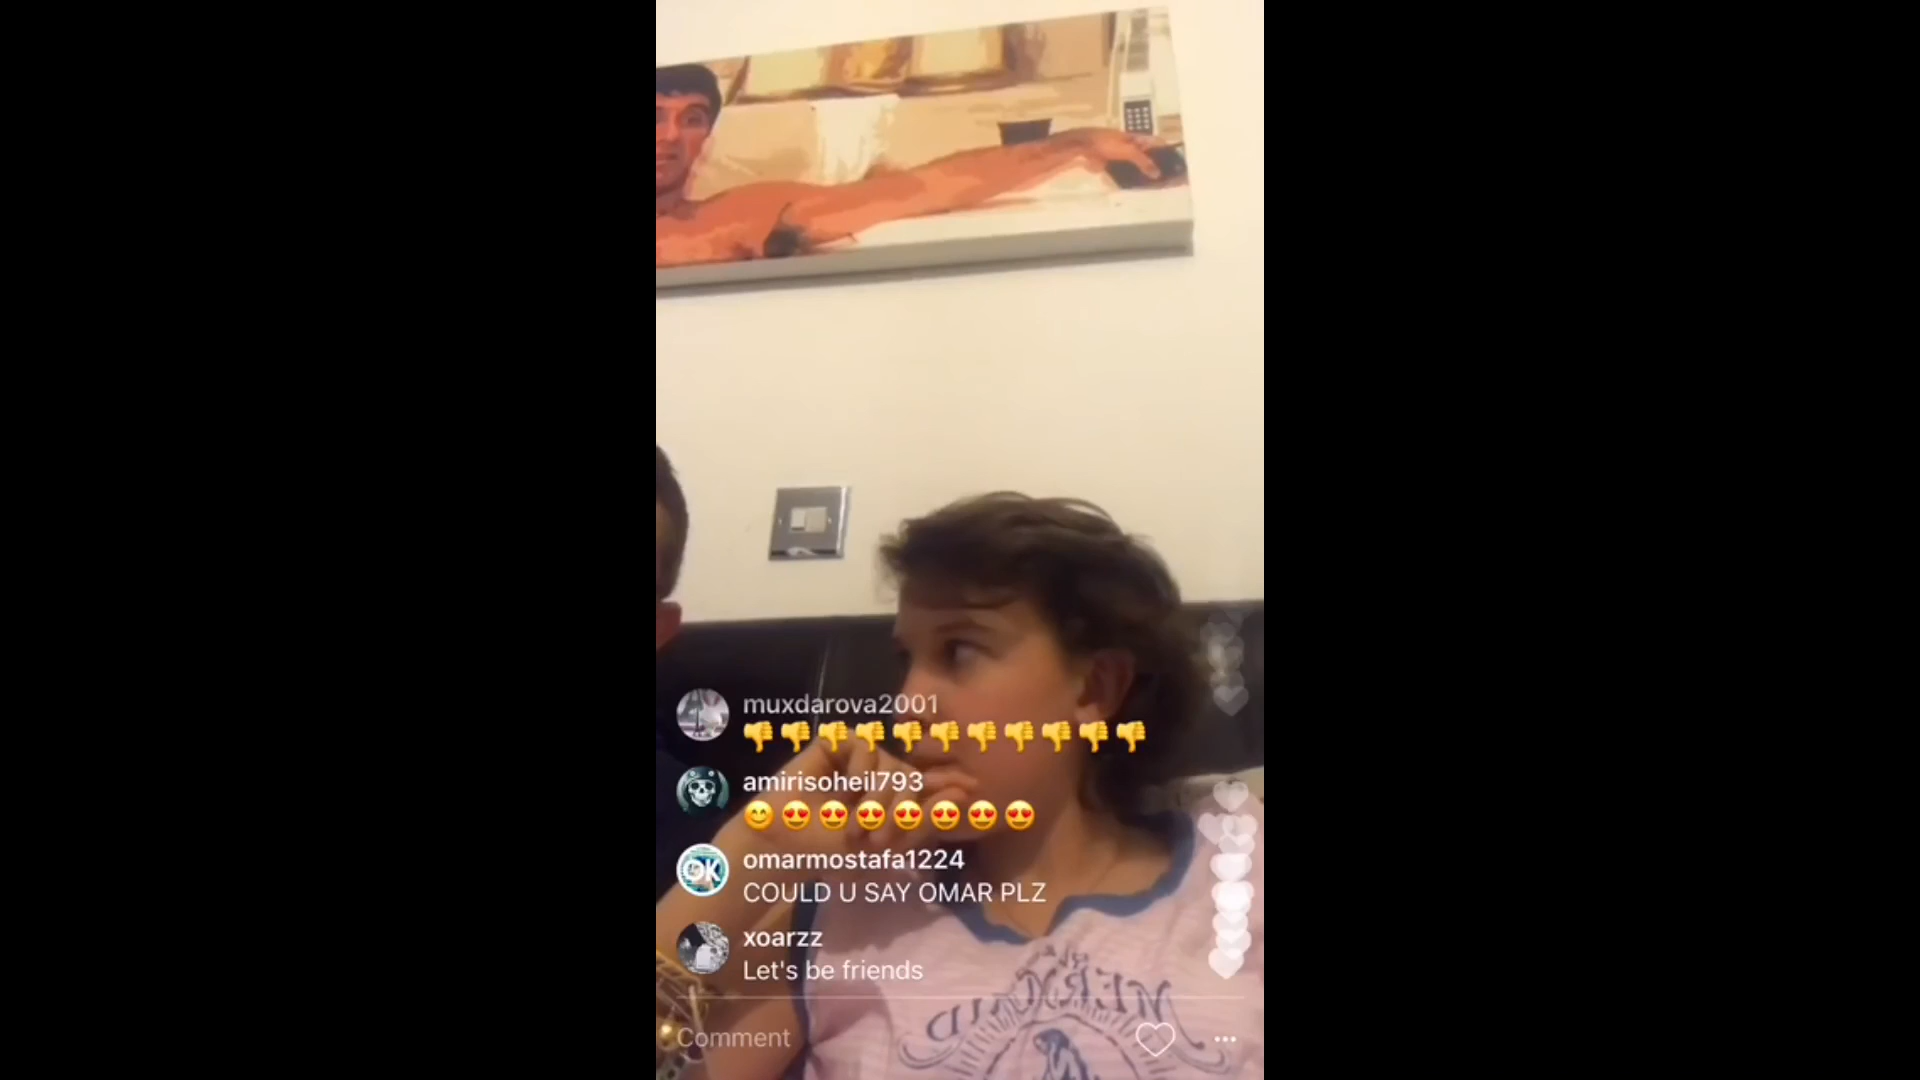 muxdarova2001
👎👎👎👎👎👎👎👎👎👎👎
amirisoheil793
😊😍😍😍😍😍😍😍
omarmostafa1224
COULD U SAY OMAR PLZ
xoarzz
Let's be friends
Comment